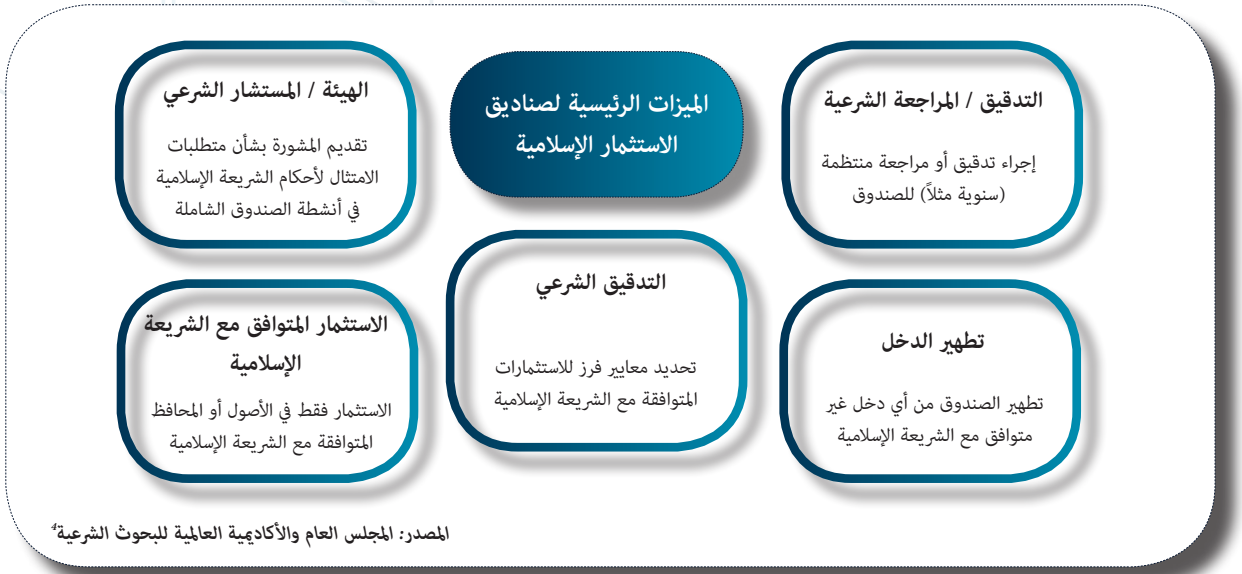 الميزات الرئيسية لصناديق
الاستثمار الإسلامية
التدقيق / المراجعة الشرعية
إجراء تدقيق أو مراجعة منتظمة
(سنوية مثلاً) للصندوق
الهيئة / المستشار الشرعي
تقديم المشورة بشأن متطلبات
الامتثال لأحكام الشريعة الإسلامية
في أنشطة الصندوق الشاملة
تطهير الدخل
تطهير الصندوق من أي دخل غير
متوافق مع الشريعة الإسلامية
التدقيق الشرعي
تحديد معايير فرز للاستثمارات
المتوافقة مع الشريعة الإسلامية
الاستثمار المتوافق مع الشريعة
الإسلامية
الاستثمار فقط في الأصول أو المحافظ
المتوافقة مع الشريعة الإسلامية
المصدر: المجلس العام والأكاديمية العالمية للبحوث الشرعية⁴